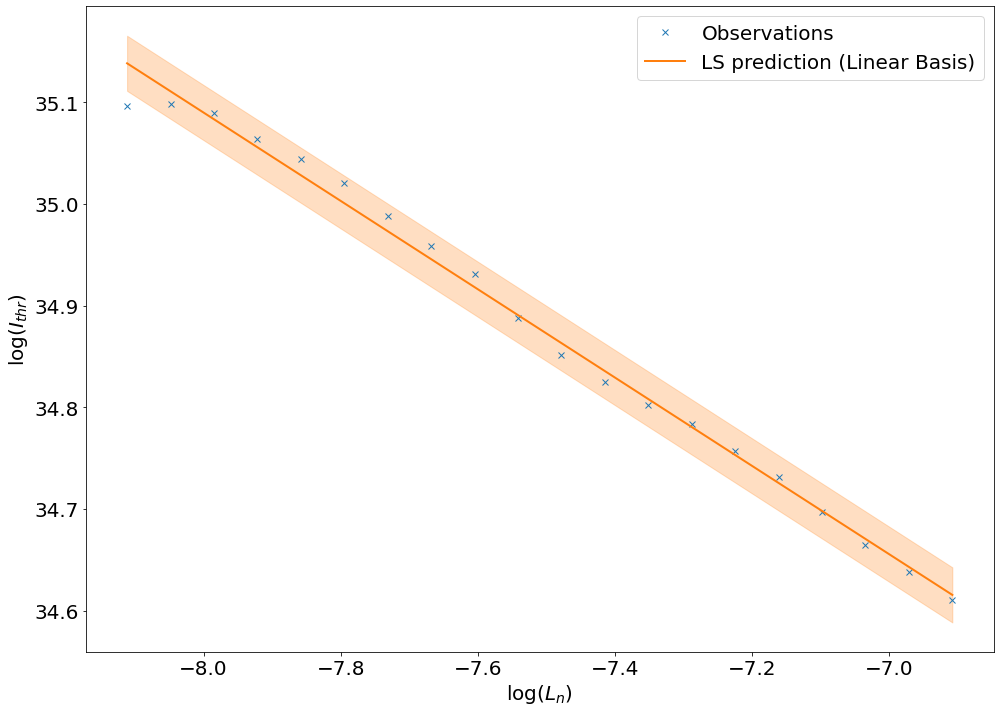 Observations
LS prediction (Linear Basis)
35.1
35.0
34.9
34.8
34.7
34.6
log(I_thr)
−8.0 −7.8 −7.6 −7.4 −7.2 −7.0
log(L_n)